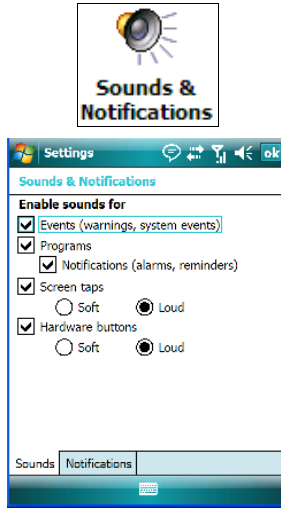 Sounds &
Notifications
Settings ok
Sounds & Notifications
Enable sounds for
Events (warnings, system events)
Programs
Notifications (alarms, reminders)
Screen taps
Soft Loud
Hardware buttons
Soft Loud
Sounds Notifications